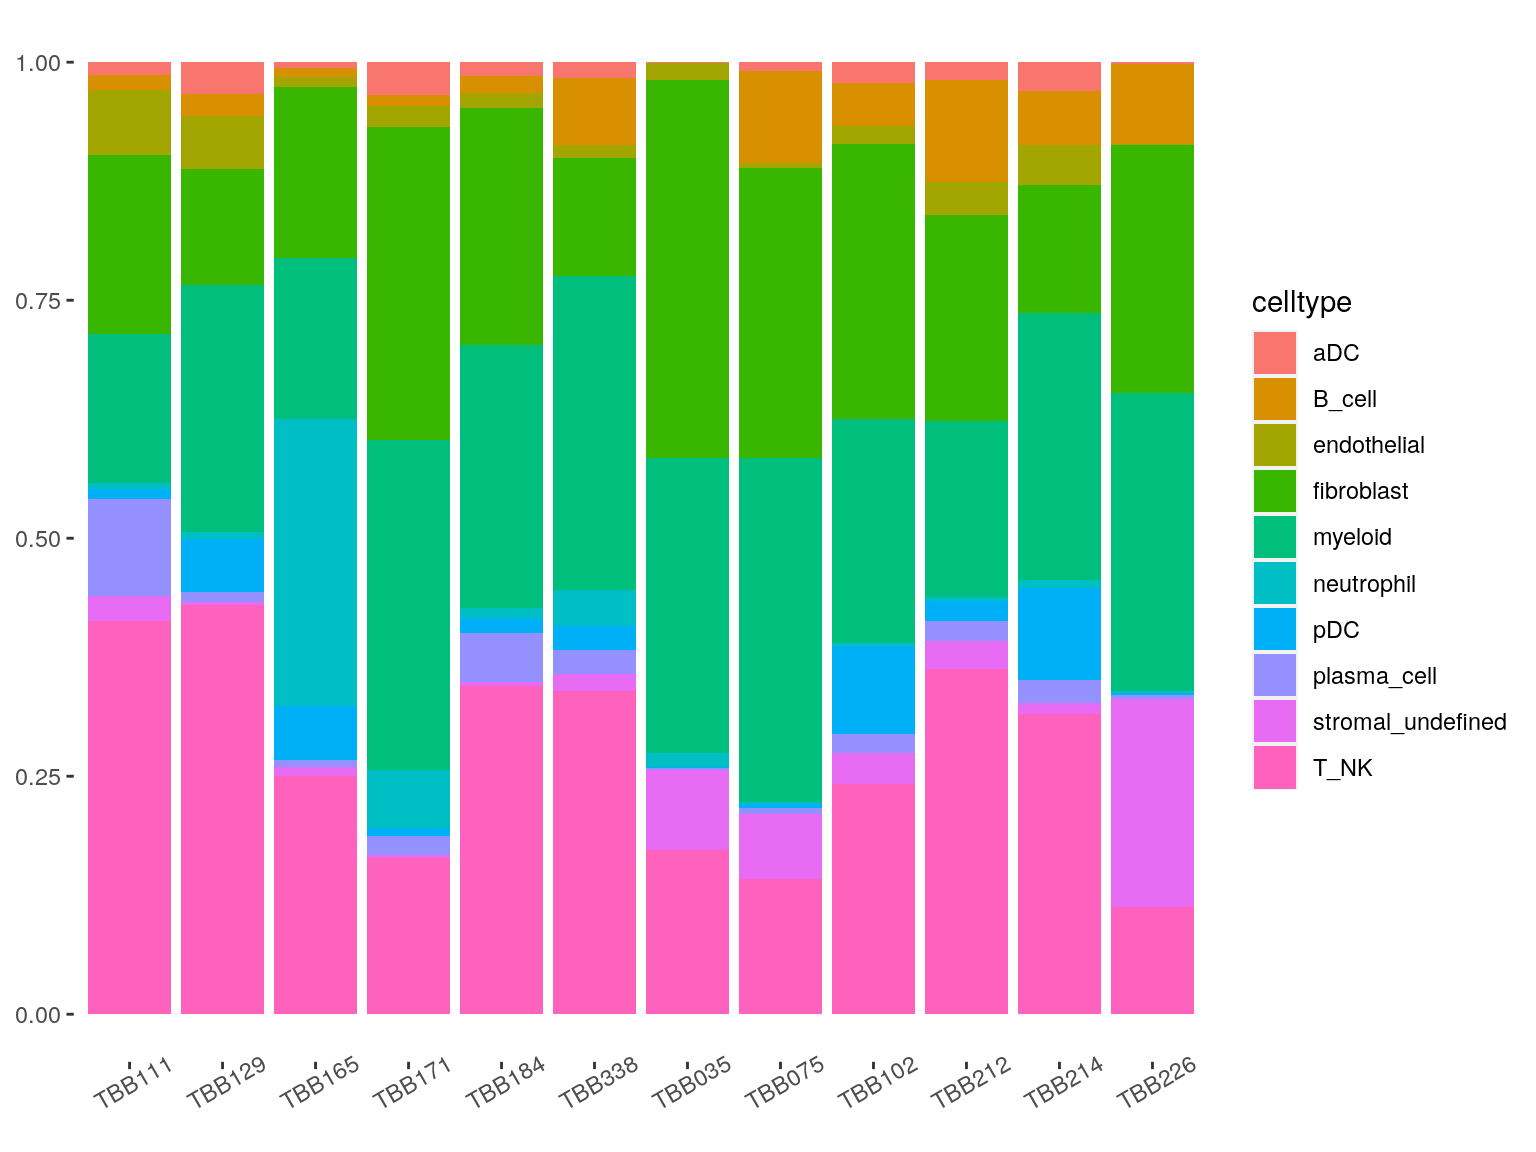 1.00
0.75
0.50
0.25
0.00
TBB111
TBB129
TBB165
TBB171
TBB184
TBB338
TBB035
TBB075
TBB102
TBB212
TBB214
TBB226
celltype
aDC
B_cell
endothelial
fibroblast
myeloid
neutrophil
pDC
plasma_cell
stromal_undefined
T_NK